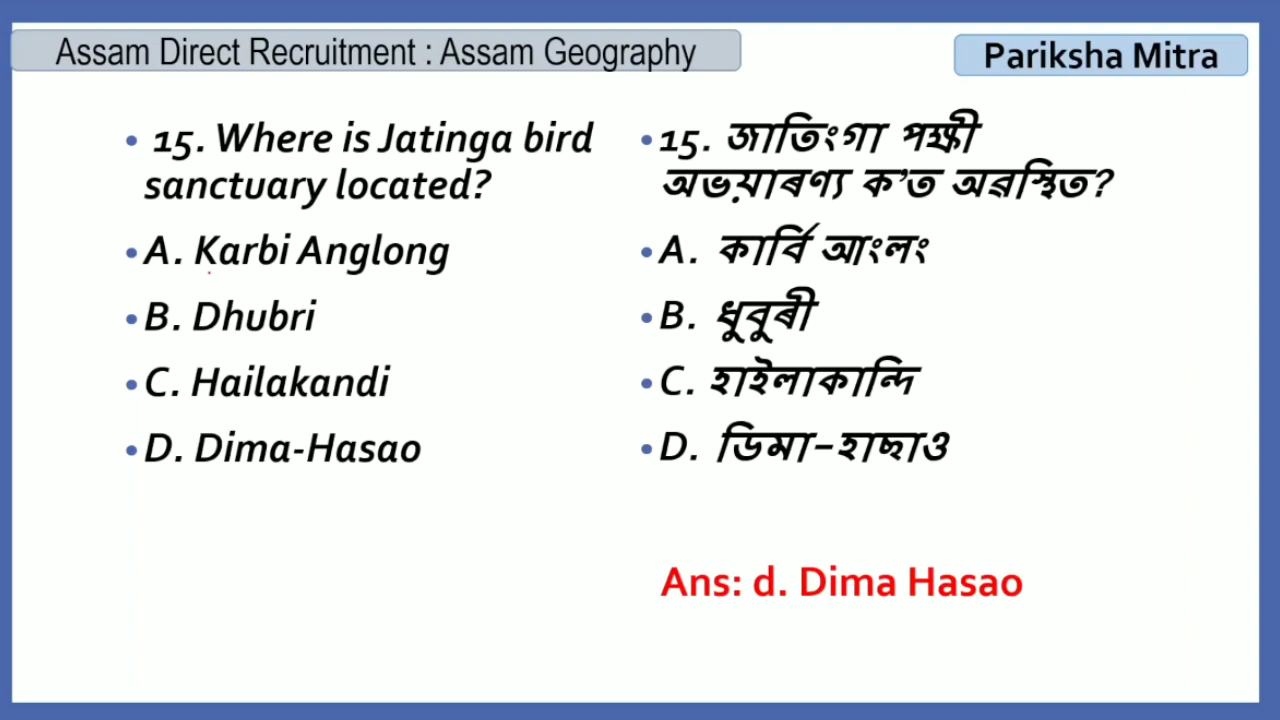 Assam Direct Recruitment : Assam Geography
Pariksha Mitra
• 15. Where is Jatinga bird
sanctuary located?
• A. Karbi Anglong
• B. Dhubri
• C. Hailakandi
• D. Dima-Hasao
• 15. জাতিংগা পক্ষী
অভয়াৰণ্য ক’ত অৱস্থিত?
• A. কাৰ্বি আংলং
• B. ধুবুৰী
• C. হাইলাকান্দি
• D. ডিমা-হাছাও
Ans: d. Dima Hasao